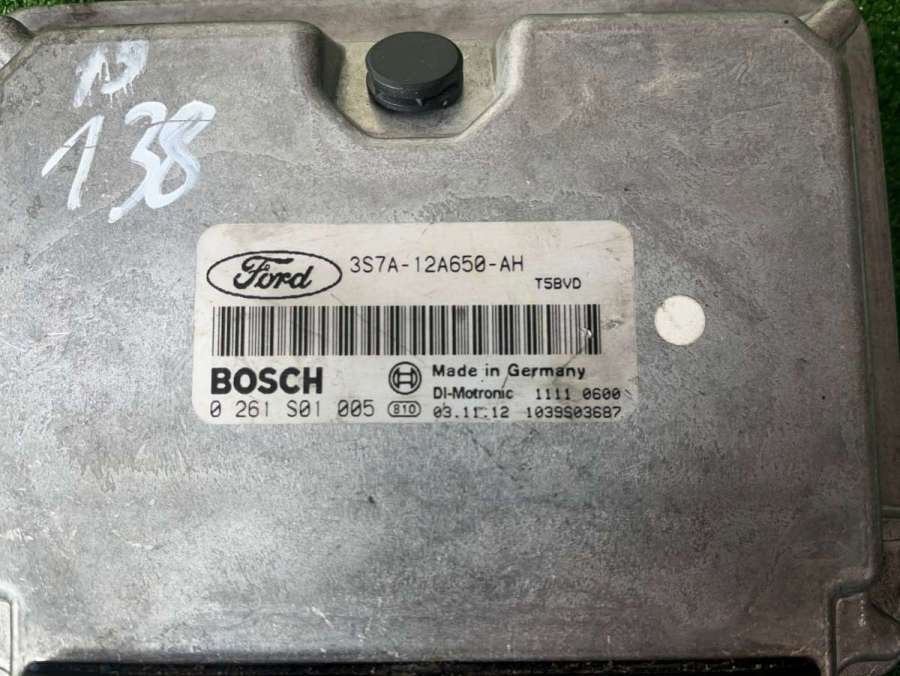 138
Ford 3S7A-12A650-AH
T5BVD
BOSCH Made in Germany
DI-Motronic 1111 0600
0 261 S01 005 810 03.11.12 1039S03687